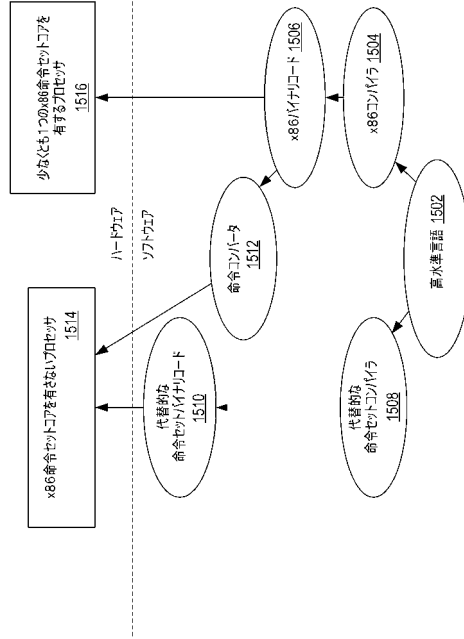 少なくとも1つのx86命令セットコアを
有するプロセッサ
1516
x86命令セットコアを有さないプロセッサ
1514
ハードウェア
ソフトウェア
x86バイナリコード 1506
x86コンパイラ 1504
命令コンバータ
1512
高水準言語 1502
代替的な
命令セットバイナリコード
1510
代替的な
命令セットコンパイラ
1508